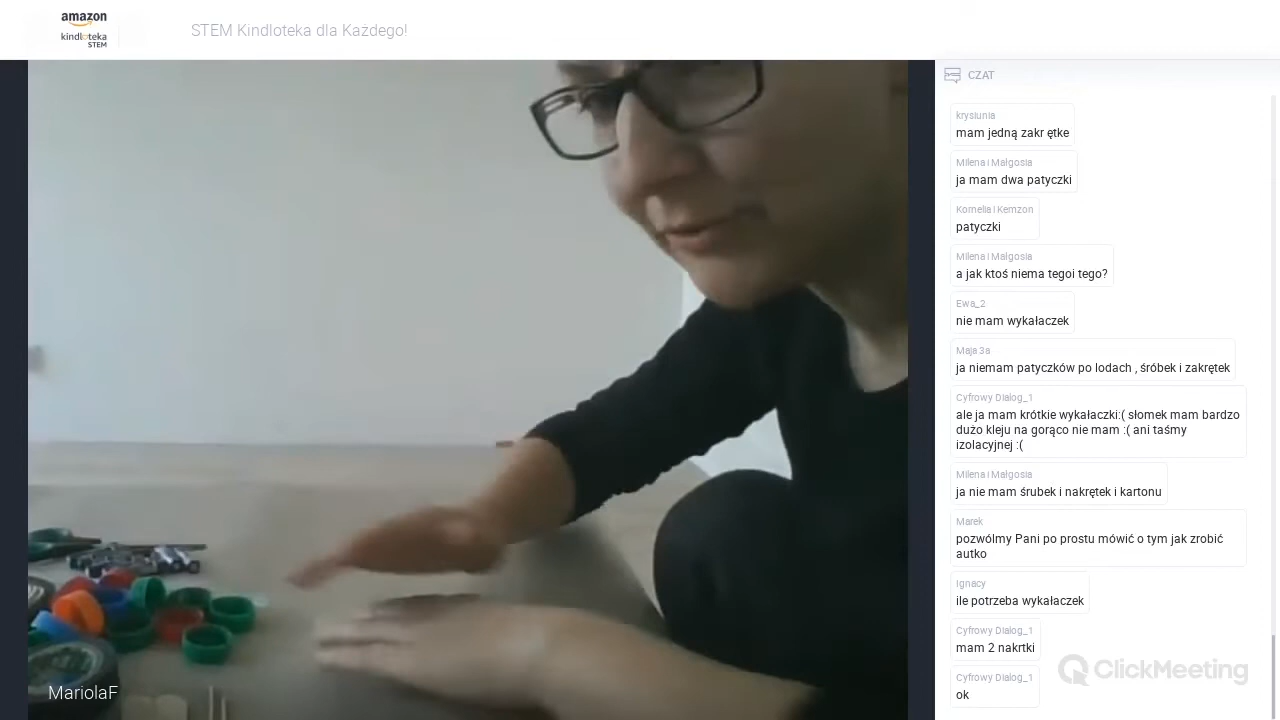 amazon
kindloteka
STEM
STEM Kindloteka dla Każdego!
CZAT
krysiunia
mam jedną zakr ętke
Milena i Małgosia
ja mam dwa patyczki
Kornelia i Kemzon
patyczki
Milena i Małgosia
a jak ktoś niema tegoi tego?
Ewa_2
nie mam wykałaczek
Maja 3a
ja niemam patyczków po lodach , śróbek i zakrętek
Cyfrowy Dialog_1
ale ja mam krótkie wykałaczki:( słomek mam bardzo
dużo kleju na gorąco nie mam :( ani taśmy
izolacyjnej :(
Milena i Małgosia
ja nie mam śrubek i nakrętek i kartonu
Marek
pozwólmy Pani po prostu mówić o tym jak zrobić
autko
Ignacy
ile potrzeba wykałaczek
Cyfrowy Dialog_1
mam 2 nakrtki
Cyfrowy Dialog_1
ok
ClickMeeting
MariolaF